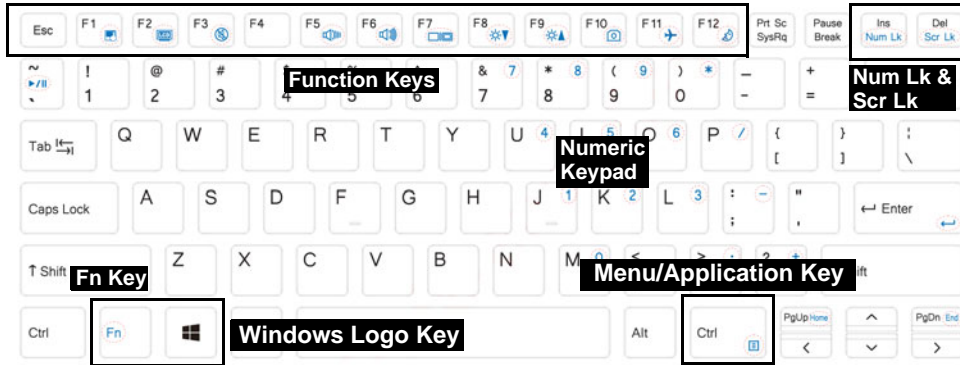 Esc F1 F2 F3 F4 F5 F6 F7 F8 F9 F10 F11 F12 Prt Sc SysRq Pause Break Ins Num Lk Del Scr Lk
~ ` ! 1 @ 2 # 3 4 5 6 & 7 7 * 8 8 ( 9 9 ) 0 * _ - + =
Function Keys
Num Lk &
Scr Lk
Tab Q W E R T Y U 4 5 6 P / { [ } ] ¦ \
Numeric
Keypad
Caps Lock A S D F G H J 1 K 2 L 3 : ; - " , Enter
Shift Z X C V B N M
Fn Key
Menu/Application Key
Ctrl Fn Alt Ctrl PgUp Home PgDn End
Windows Logo Key